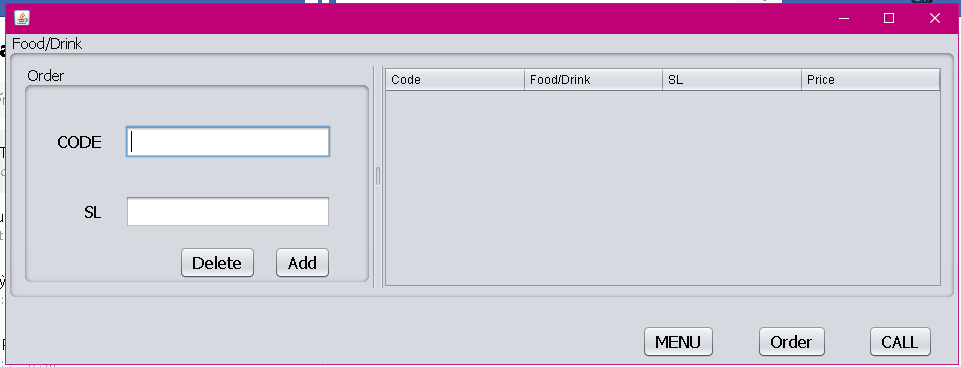 Food/Drink
Order
Code Food/Drink SL Price
CODE
SL
Delete Add
MENU Order CALL